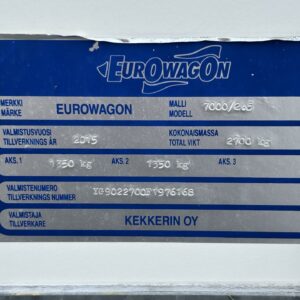 EUROWAGON
MERKKI
MÄRKE
EUROWAGON
MALLI
MODELL
7000/265
VALMISTUSVUOSI
TILLVERKNINGS ÅR
2015
KOKONAISMASSA
TOTAL VIKT
2700 kg
AKS. 1
1350 kg
AKS. 2
1350 kg
AKS. 3
VALMISTENUMERO
TILLVERKNINGS NUMMER
VALMISTAJA
TILLVERKARE
KEKKERIN OY